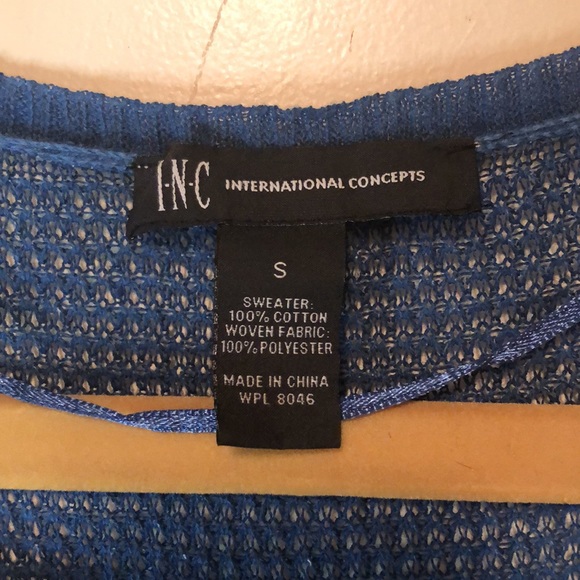 I·N·C INTERNATIONAL CONCEPTS
S
SWEATER:
100% COTTON
WOVEN FABRIC:
100% POLYESTER
MADE IN CHINA
WPL 8046